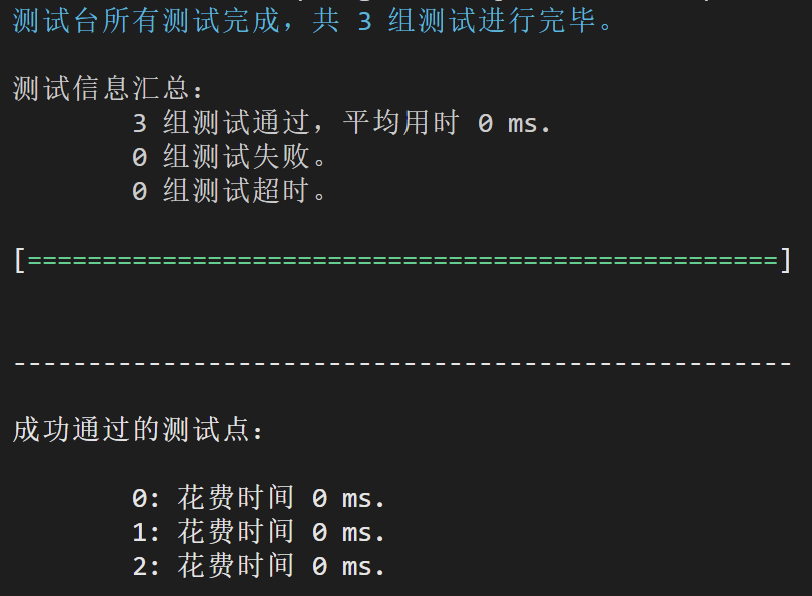 测试台所有测试完成，共 3 组测试进行完毕。
测试信息汇总：
3 组测试通过，平均用时 0 ms.
0 组测试失败。
0 组测试超时。
[==================================================]
----------------------------------------------------
成功通过的测试点：
0: 花费时间 0 ms.
1: 花费时间 0 ms.
2: 花费时间 0 ms.